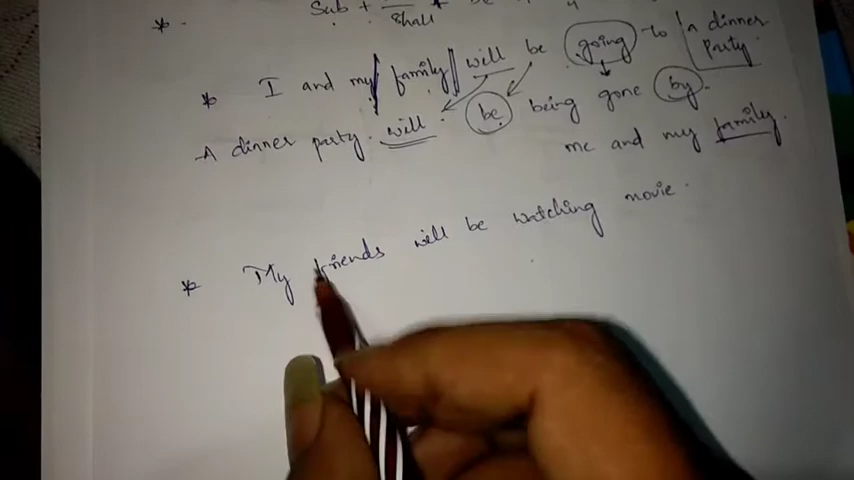 * Sub + Shall be
* I and my family will be going to a dinner party.
A dinner party will be being gone by me and my family.
* My friends will be watching movie.